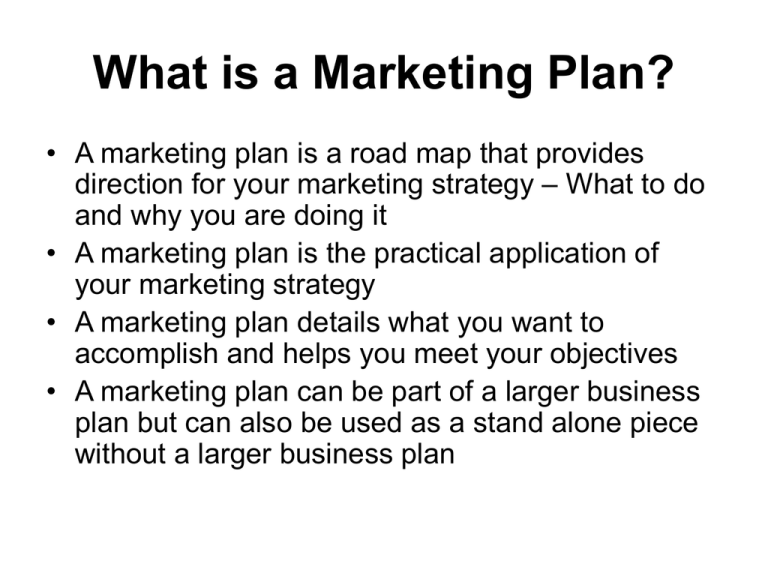 What is a Marketing Plan?
• A marketing plan is a road map that provides
direction for your marketing strategy – What to do
and why you are doing it
• A marketing plan is the practical application of
your marketing strategy
• A marketing plan details what you want to
accomplish and helps you meet your objectives
• A marketing plan can be part of a larger business
plan but can also be used as a stand alone piece
without a larger business plan